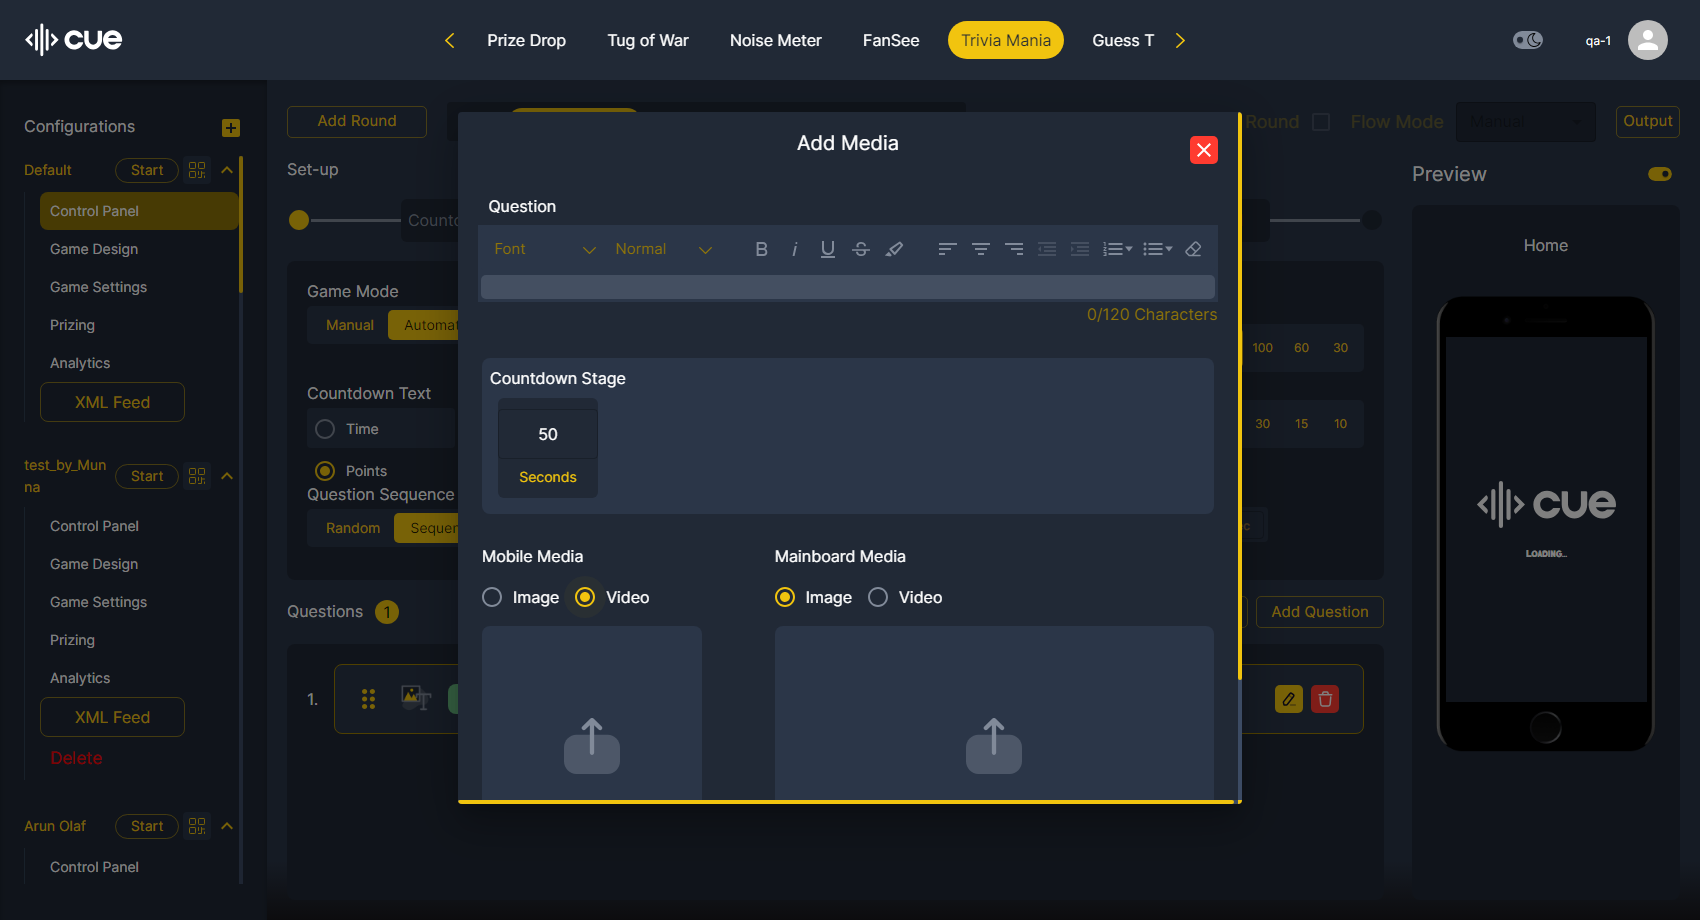 cue
Prize Drop
Tug of War
Noise Meter
FanSee
Trivia Mania
Guess T
qa-1
Configurations
Default
Start
Control Panel
Game Design
Game Settings
Prizing
Analytics
XML Feed
test_by_Mun
na
Start
Control Panel
Game Design
Game Settings
Prizing
Analytics
XML Feed
Delete
Arun Olaf
Start
Control Panel
Add Round
Round
Flow Mode
Manual
Output
Set-up
Game Mode
Manual
Automat
Countdown Text
Time
Points
Question Sequence
Random
Sequen
100 60 30
30 15 10
Questions 1
Add Question
1.
Add Media
Question
Font
Normal
B i U S
0/120 Characters
Countdown Stage
50
Seconds
Mobile Media
Image
Video
Mainboard Media
Image
Video
Preview
Home
cue
LOADING...